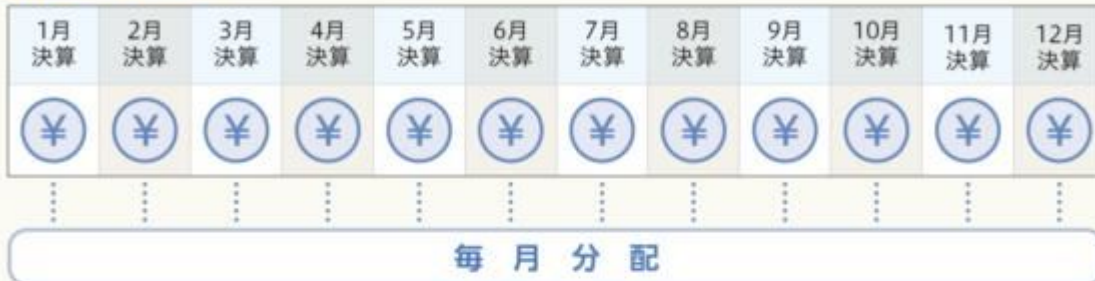 1月
決算
2月
決算
3月
決算
4月
決算
5月
決算
6月
決算
7月
決算
8月
決算
9月
決算
10月
決算
11月
決算
12月
決算
¥ ¥ ¥ ¥ ¥ ¥ ¥ ¥ ¥ ¥ ¥ ¥
毎月分配